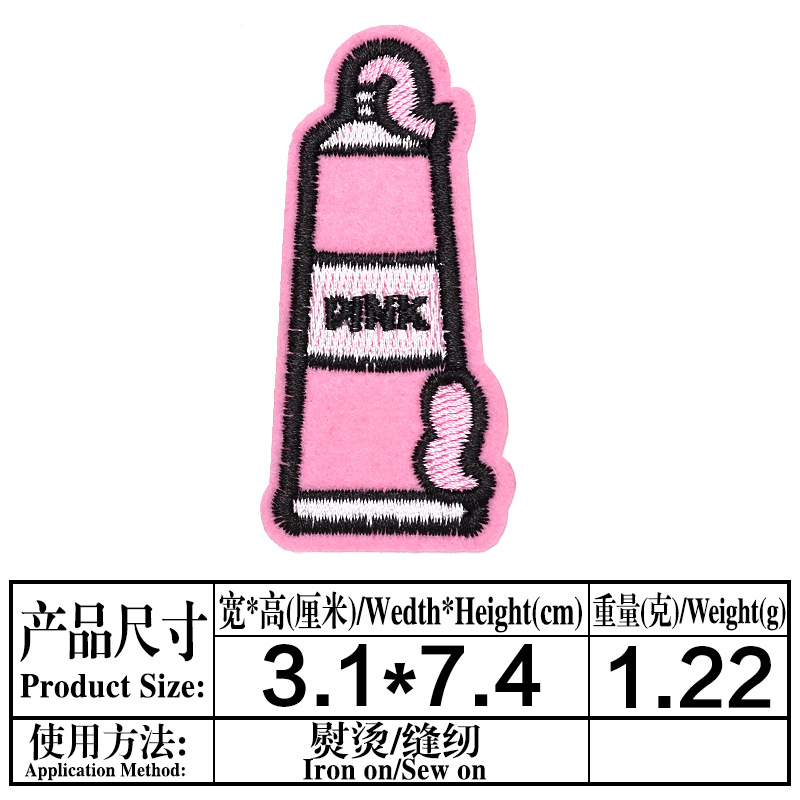 DINK
产品尺寸
Product Size:
宽*高(厘米)/Wedth*Height(cm)
重量(克)/Weight(g)
3.1*7.4
1.22
使用方法:
Application Method:
熨烫/缝纫
Iron on/Sew on